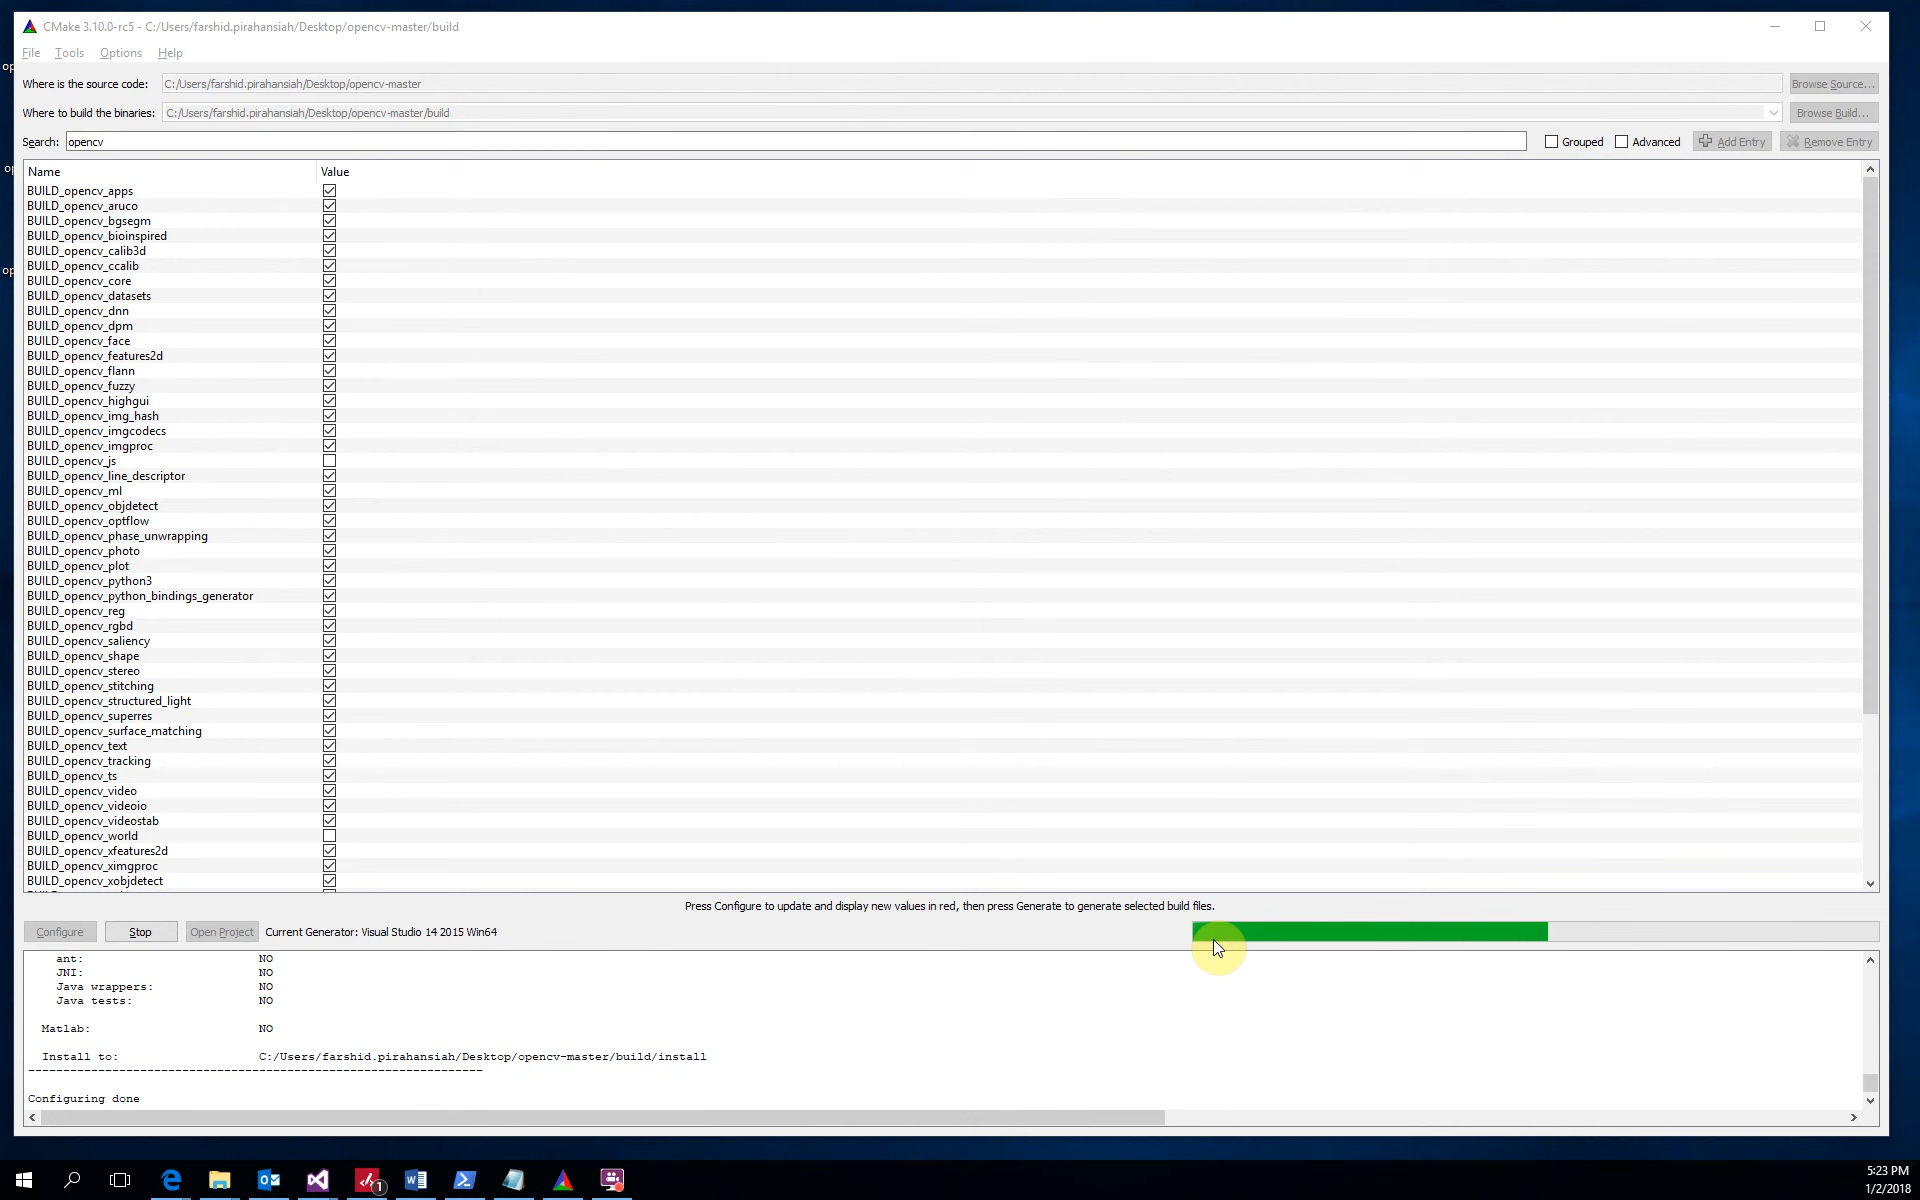 CMake 3.10.0-rc5 - C:/Users/farshid.pirahansiah/Desktop/opencv-master/build
File Tools Options Help
Where is the source code: C:/Users/farshid.pirahansiah/Desktop/opencv-master Browse Source...
Where to build the binaries: C:/Users/farshid.pirahansiah/Desktop/opencv-master/build Browse Build...
Search: opencv Grouped Advanced Add Entry Remove Entry
Name Value
BUILD_opencv_apps
BUILD_opencv_aruco
BUILD_opencv_bgsegm
BUILD_opencv_bioinspired
BUILD_opencv_calib3d
BUILD_opencv_ccalib
BUILD_opencv_core
BUILD_opencv_datasets
BUILD_opencv_dnn
BUILD_opencv_dpm
BUILD_opencv_face
BUILD_opencv_features2d
BUILD_opencv_flann
BUILD_opencv_fuzzy
BUILD_opencv_highgui
BUILD_opencv_img_hash
BUILD_opencv_imgcodecs
BUILD_opencv_imgproc
BUILD_opencv_js
BUILD_opencv_line_descriptor
BUILD_opencv_ml
BUILD_opencv_objdetect
BUILD_opencv_optflow
BUILD_opencv_phase_unwrapping
BUILD_opencv_photo
BUILD_opencv_plot
BUILD_opencv_python3
BUILD_opencv_python_bindings_generator
BUILD_opencv_reg
BUILD_opencv_rgbd
BUILD_opencv_saliency
BUILD_opencv_shape
BUILD_opencv_stereo
BUILD_opencv_stitching
BUILD_opencv_structured_light
BUILD_opencv_superres
BUILD_opencv_surface_matching
BUILD_opencv_text
BUILD_opencv_tracking
BUILD_opencv_ts
BUILD_opencv_video
BUILD_opencv_videoio
BUILD_opencv_videostab
BUILD_opencv_world
BUILD_opencv_xfeatures2d
BUILD_opencv_ximgproc
BUILD_opencv_xobjdetect
Press Configure to update and display new values in red, then press Generate to generate selected build files.
Configure Stop Open Project Current Generator: Visual Studio 14 2015 Win64
ant: NO
JNI: NO
Java wrappers: NO
Java tests: NO
Matlab: NO
Install to: C:/Users/farshid.pirahansiah/Desktop/opencv-master/build/install
-----------------------------------------------------------------
Configuring done
5:23 PM
1/2/2018